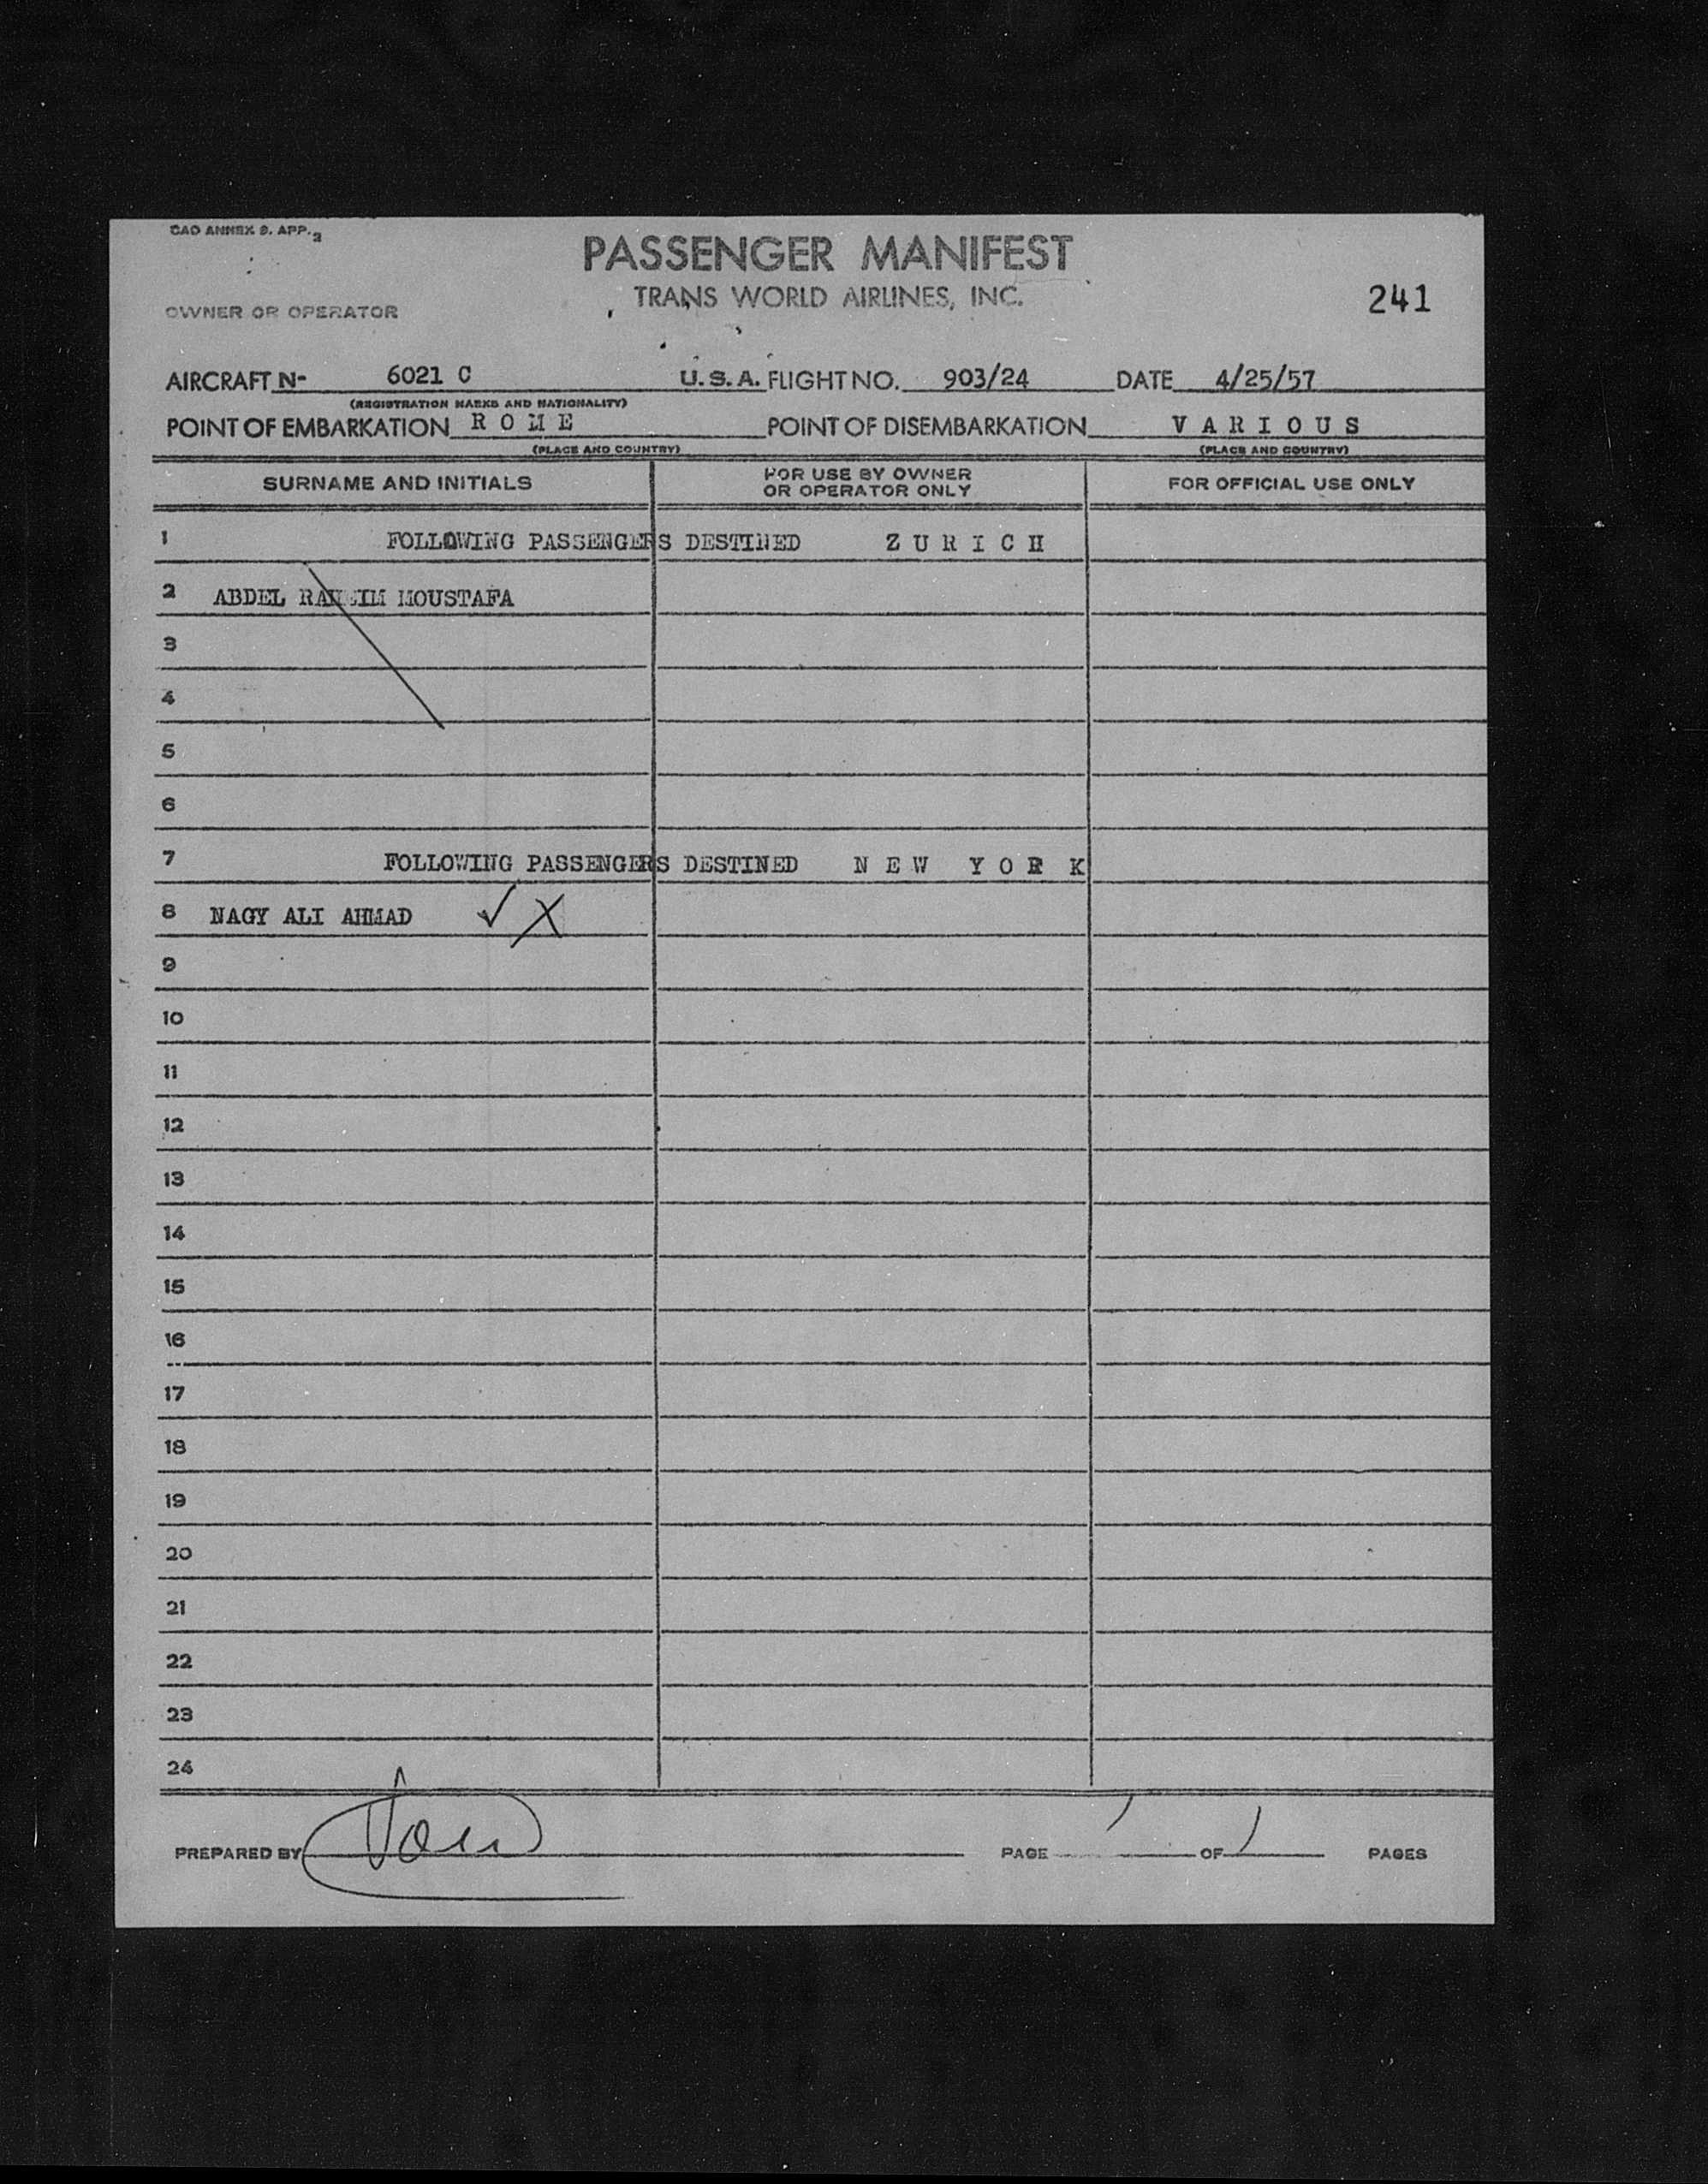 CAO ANNEX 9. APP. 2
PASSENGER MANIFEST
TRANS WORLD AIRLINES, INC.
241
OWNER OR OPERATOR
AIRCRAFT N- 6021 C U.S.A. FLIGHT NO. 903/24 DATE 4/25/57
(REGISTRATION MARKS AND NATIONALITY)
POINT OF EMBARKATION R O M E POINT OF DISEMBARKATION V A R I O U S
(PLACE AND COUNTRY) (PLACE AND COUNTRY)
SURNAME AND INITIALS FOR USE BY OWNER OR OPERATOR ONLY FOR OFFICIAL USE ONLY
1 FOLLOWING PASSENGERS DESTINED Z U R I C H
2 ABDEL MOUSTAFA
3
4
5
6
7 FOLLOWING PASSENGERS DESTINED N E W Y O R K
8 NAGY ALI AHMAD ✓ X
9
10
11
12
13
14
15
16
17
18
19
20
21
22
23
24
PREPARED BY PAGE 1 OF 1 PAGES